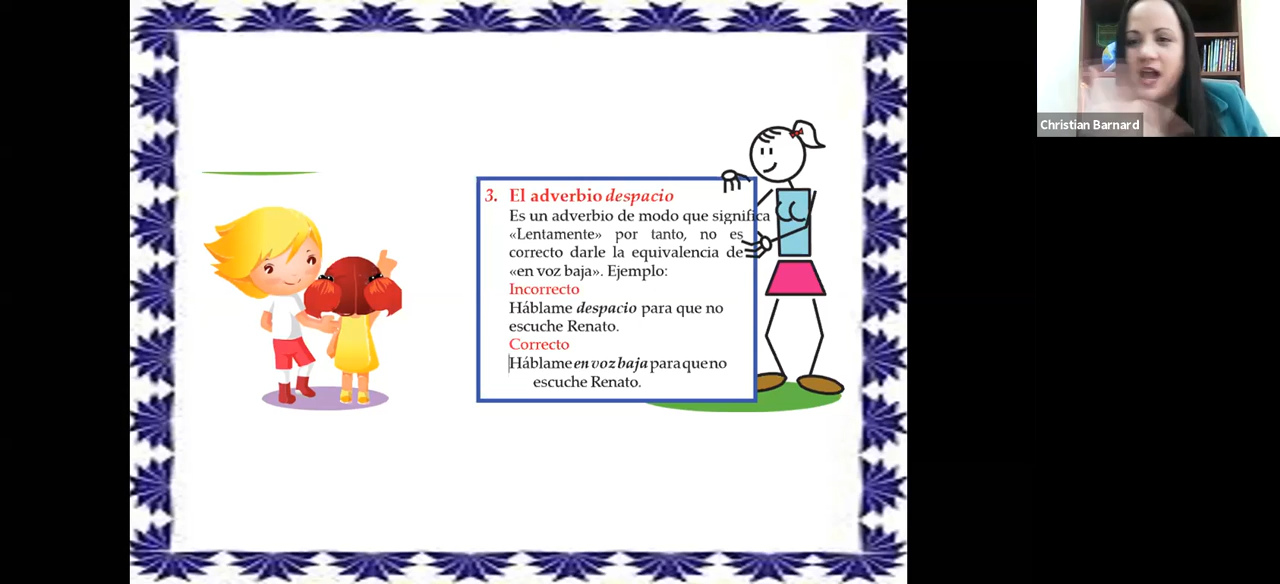 3. El adverbio despacio
Es un adverbio de modo que significa
«Lentamente» por tanto, no es
correcto darle la equivalencia de
«en voz baja». Ejemplo:
Incorrecto
Háblame despacio para que no
escuche Renato.
Correcto
Háblame en voz baja para que no
escuche Renato.
Christian Barnard